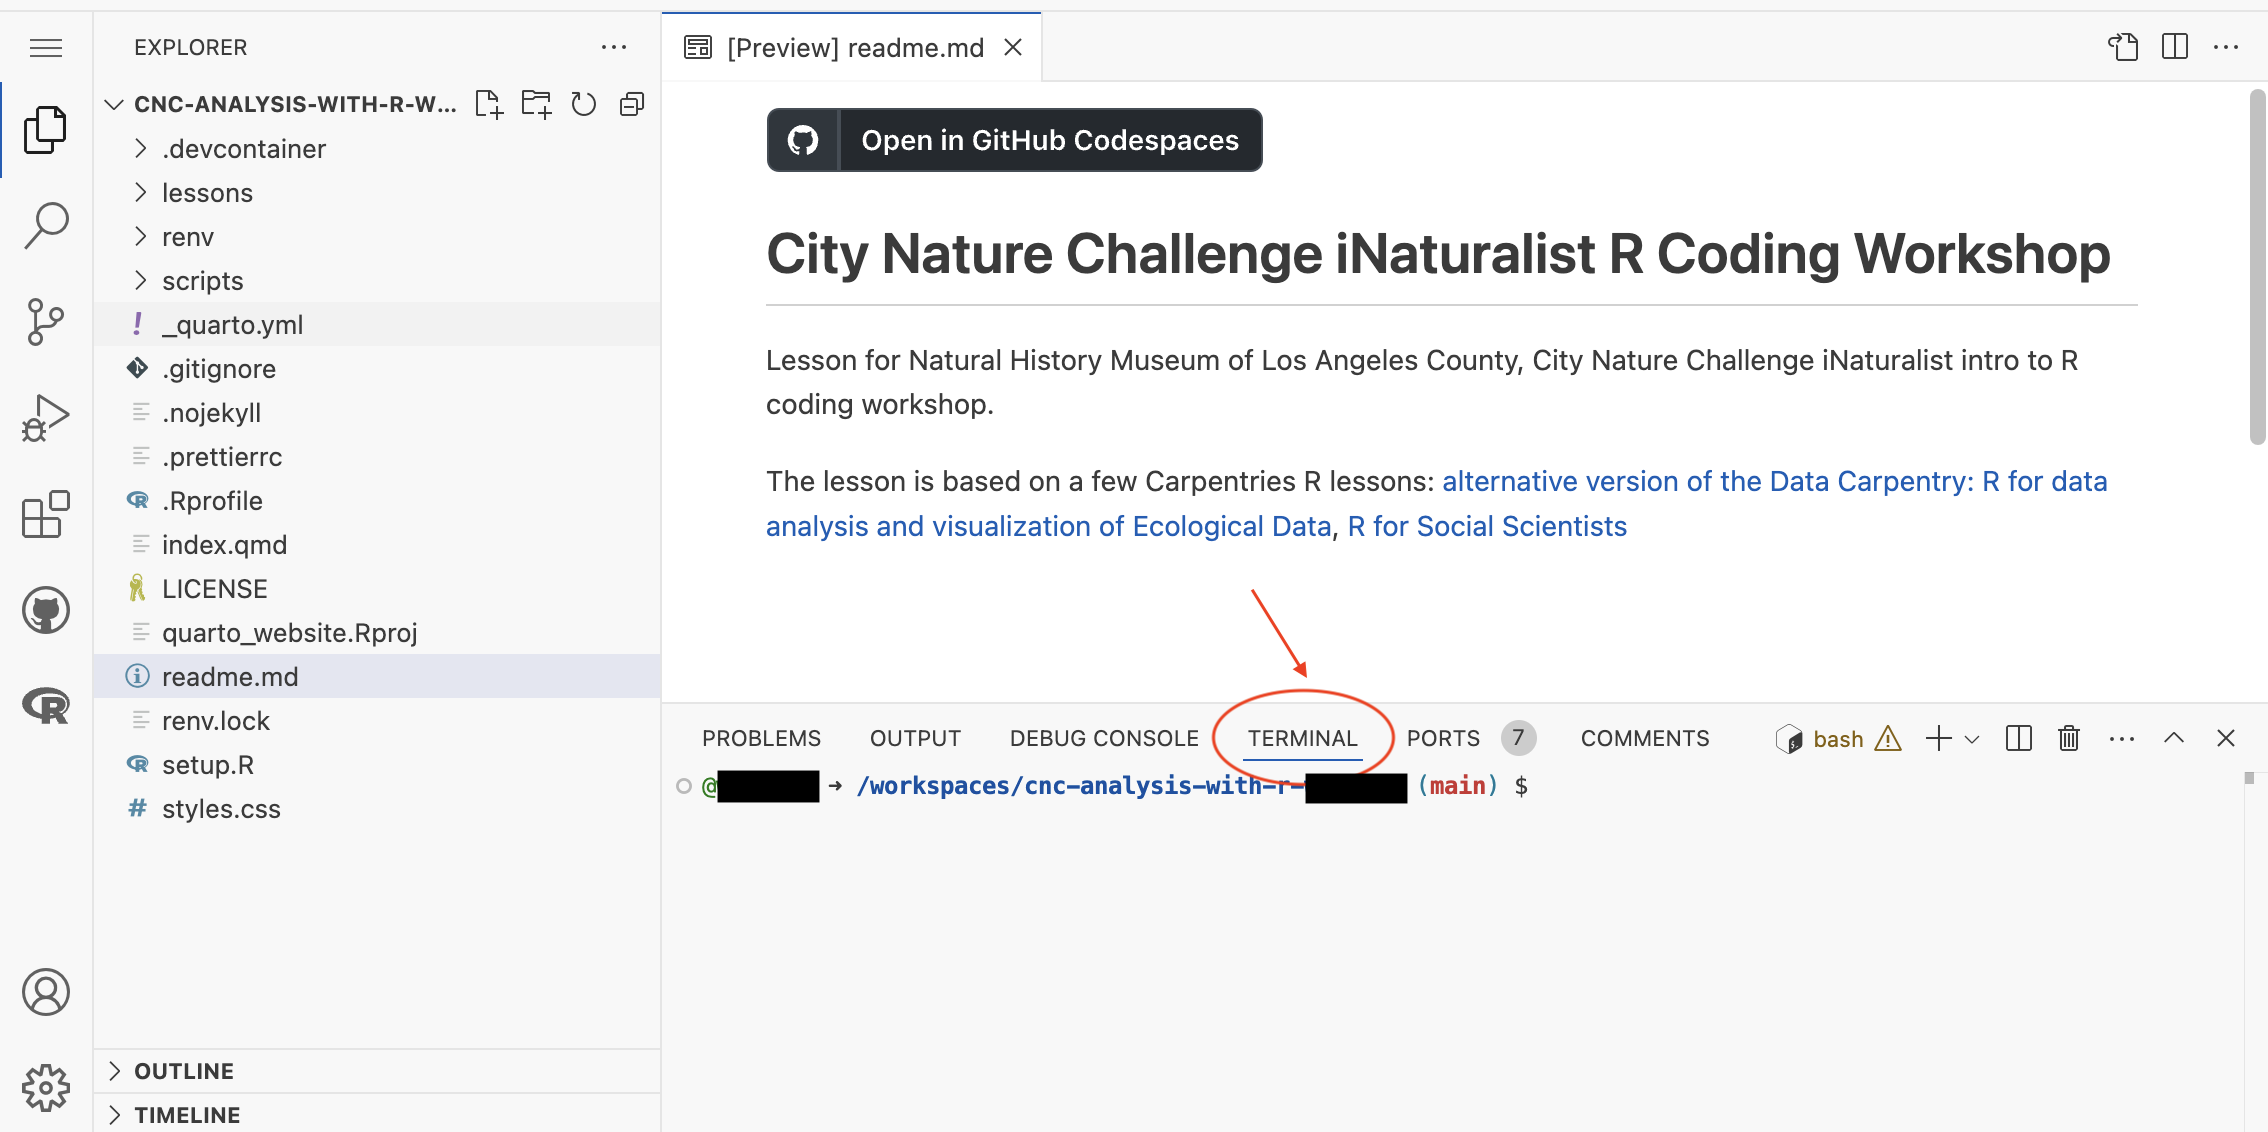 EXPLORER
CNC-ANALYSIS-WITH-R-W...
.devcontainer
lessons
renv
scripts
_quarto.yml
.gitignore
.nojekyll
.prettierrc
.Rprofile
index.qmd
LICENSE
quarto_website.Rproj
readme.md
renv.lock
setup.R
styles.css
OUTLINE
TIMELINE
[Preview] readme.md
Open in GitHub Codespaces
City Nature Challenge iNaturalist R Coding Workshop
Lesson for Natural History Museum of Los Angeles County, City Nature Challenge iNaturalist intro to R
coding workshop.
The lesson is based on a few Carpentries R lessons: alternative version of the Data Carpentry: R for data
analysis and visualization of Ecological Data, R for Social Scientists
PROBLEMS OUTPUT DEBUG CONSOLE TERMINAL PORTS 7 COMMENTS bash
@ → /workspaces/cnc-analysis-with-r- (main) $